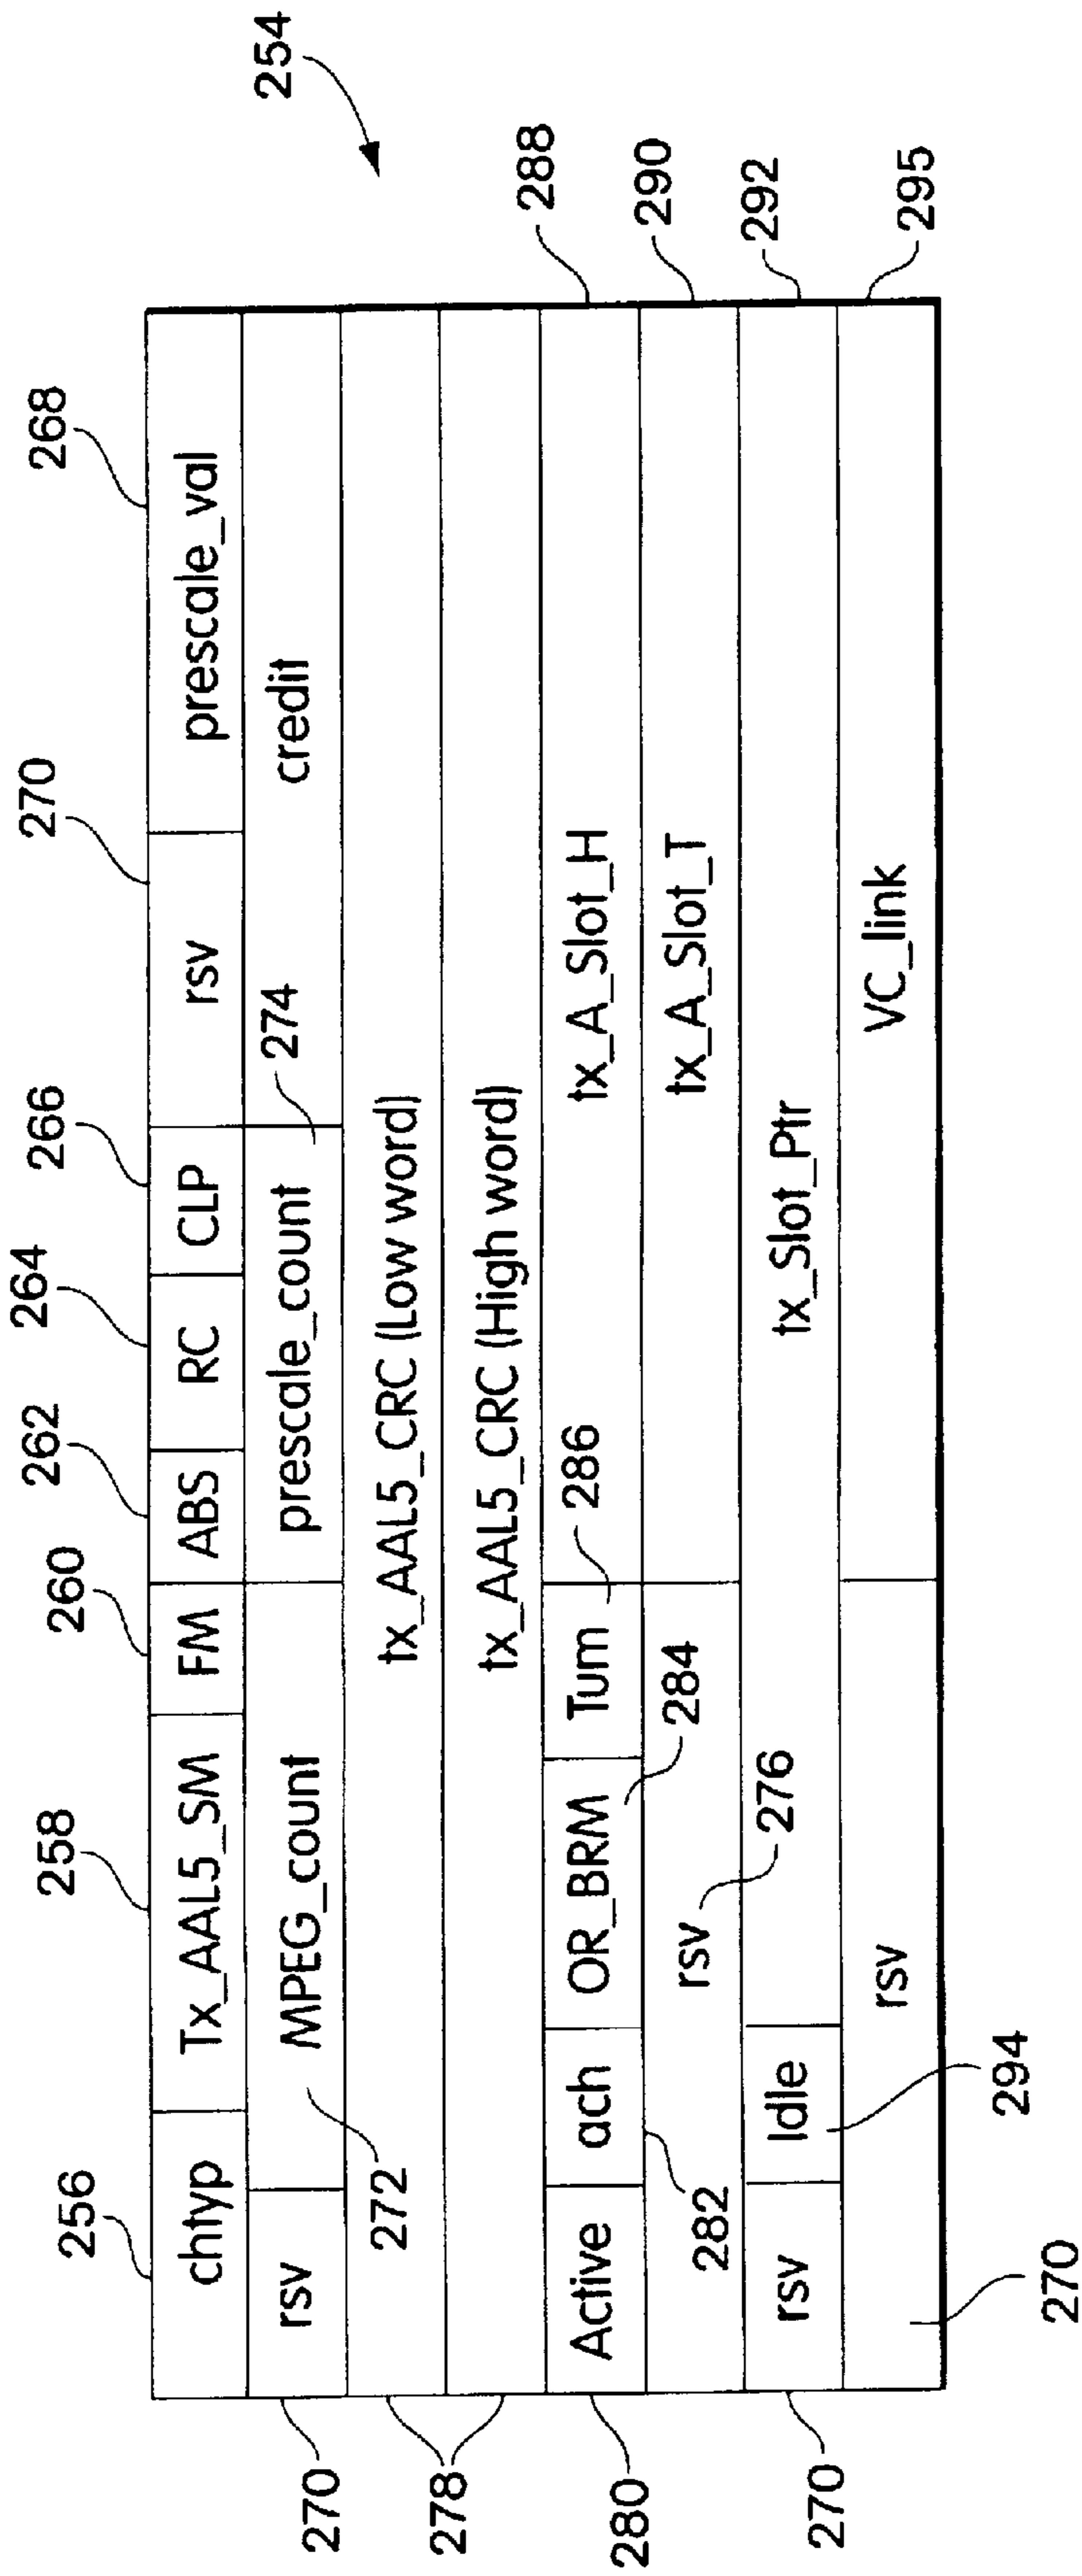 254
256 258 260 262 264 266 270 268
chtyp Tx_AAL5_SM FM ABS RC CLP rsv prescale_val
270 rsv MPEG_count prescale_count 274 credit
272
278 tx_AAL5_CRC (Low word)
tx_AAL5_CRC (High word)
286
280 Active ach OR_BRM Tum tx_A_Slot_H 288
282 284
rsv 276 tx_A_Slot_T 290
270 rsv Idle tx_Slot_Ptr 292
294
rsv VC_link 295
270